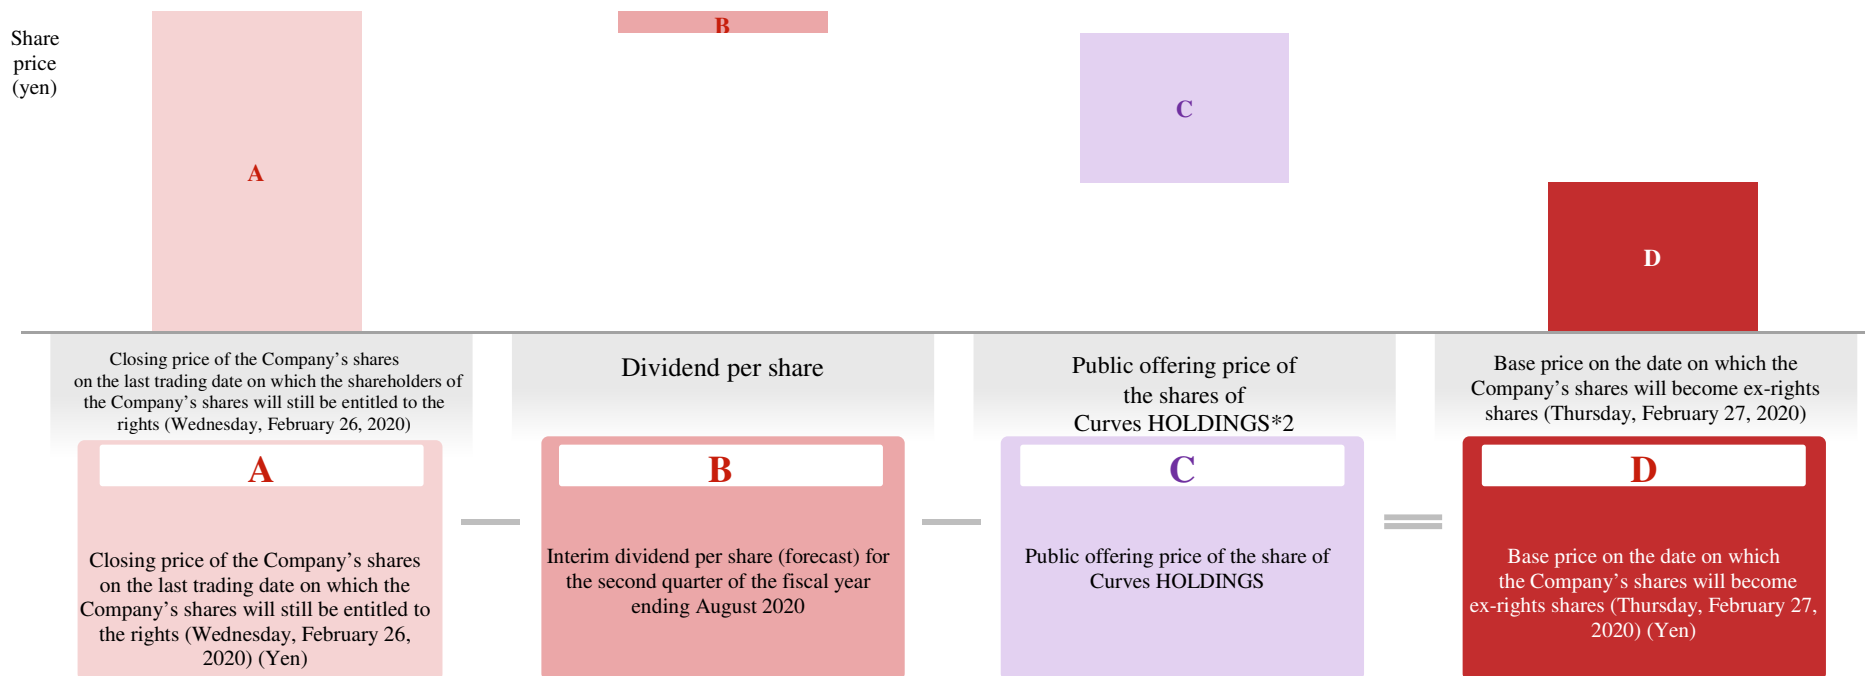 Share
price
(yen)
A
B
C
D
Closing price of the Company’s shares
on the last trading date on which the shareholders of
the Company’s shares will still be entitled to the
rights (Wednesday, February 26, 2020)
Dividend per share
Public offering price of
the shares of
Curves HOLDINGS*2
Base price on the date on which the
Company’s shares will become ex-rights
shares (Thursday, February 27, 2020)
A
Closing price of the Company’s shares
on the last trading date on which the
Company’s shares will still be entitled to
the rights (Wednesday, February 26,
2020) (Yen)
B
Interim dividend per share (forecast) for
the second quarter of the fiscal year
ending August 2020
C
Public offering price of the share of
Curves HOLDINGS
D
Base price on the date on which
the Company’s shares will become
ex-rights shares (Thursday, February 27,
2020) (Yen)